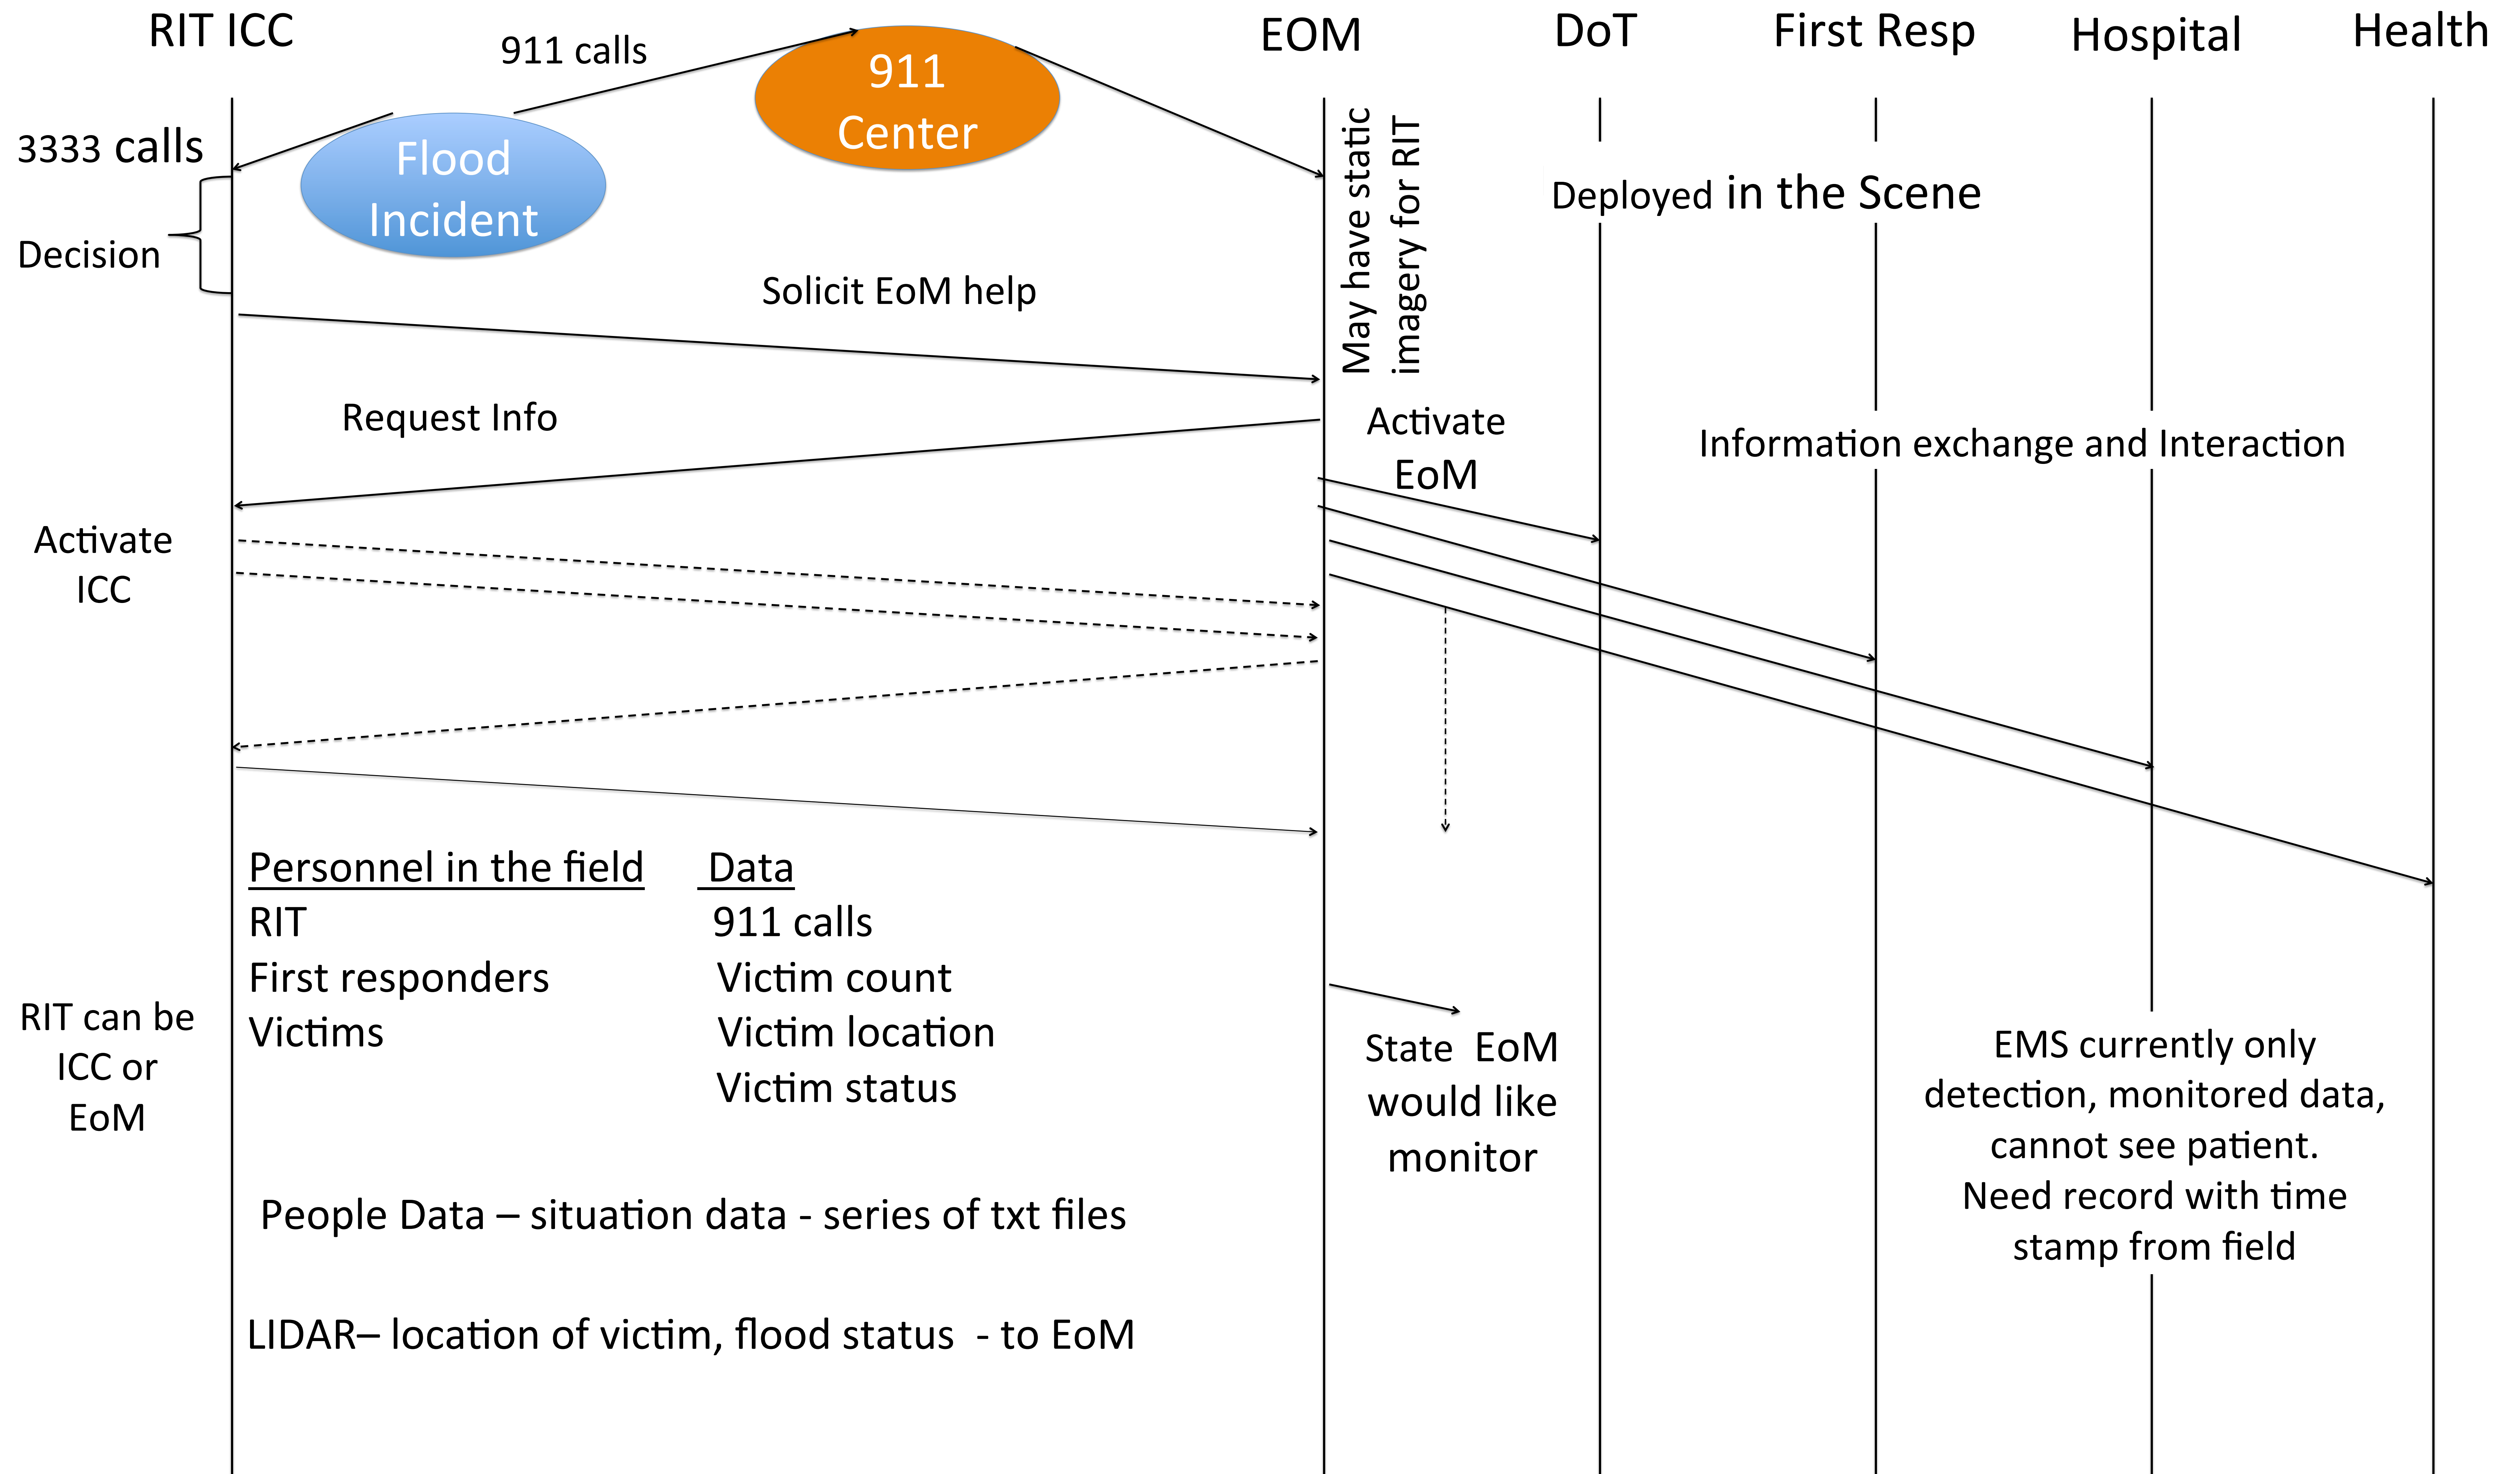 RIT ICC
911 calls
911
Center
EOM
DoT
First Resp
Hospital
Health
3333 calls
Flood
Incident
Decision
May have static
imagery for RIT
Deployed in the Scene
Solicit EoM help
Request Info
Activate
EoM
Information exchange and Interaction
Activate
ICC
Personnel in the field
RIT
First responders
Victims
Data
911 calls
Victim count
Victim location
Victim status
RIT can be
ICC or
EoM
State EoM
would like
monitor
EMS currently only
detection, monitored data,
cannot see patient.
Need record with time
stamp from field
People Data – situation data - series of txt files
LIDAR– location of victim, flood status - to EoM